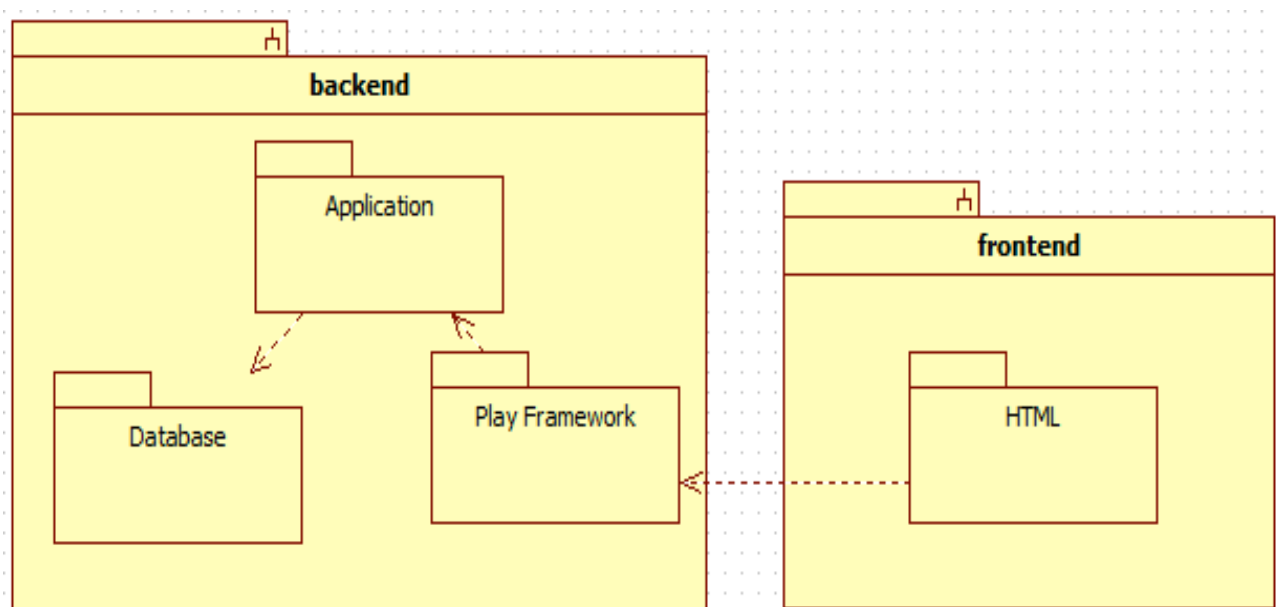 backend
Application
frontend
Database
Play Framework
HTML